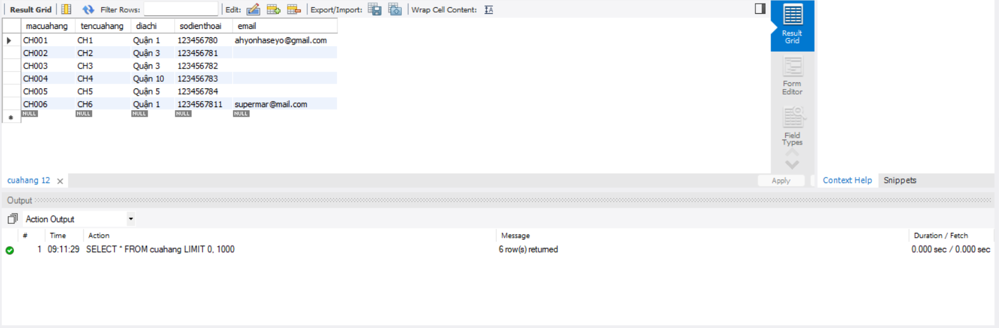 Result Grid Filter Rows: Edit: Export/Import: Wrap Cell Content:
macuahang tencuahang diachi sodienthoai email
CH001 CH1 Quận 1 123456780 ahyonhaseyo@gmail.com
CH002 CH2 Quận 3 123456781
CH003 CH3 Quận 3 123456782
CH004 CH4 Quận 10 123456783
CH005 CH5 Quận 5 123456784
CH006 CH6 Quận 1 1234567811 supermar@mail.com
NULL NULL NULL NULL NULL
Result
Grid
Form
Editor
Field
Types
cuahang 12 Apply Context Help Snippets
Output
Action Output
# Time Action Message Duration / Fetch
1 09:11:29 SELECT * FROM cuahang LIMIT 0, 1000 6 row(s) returned 0.000 sec / 0.000 sec